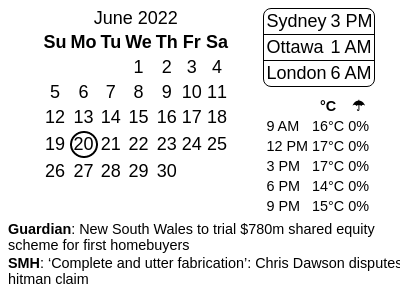 June 2022
Su Mo Tu We Th Fr Sa
1 2 3 4
5 6 7 8 9 10 11
12 13 14 15 16 17 18
19 20 21 22 23 24 25
26 27 28 29 30
Sydney 3 PM
Ottawa 1 AM
London 6 AM
°C ☂
9 AM 16°C 0%
12 PM 17°C 0%
3 PM 17°C 0%
6 PM 14°C 0%
9 PM 15°C 0%
Guardian: New South Wales to trial $780m shared equity
scheme for first homebuyers
SMH: ‘Complete and utter fabrication’: Chris Dawson disputes
hitman claim